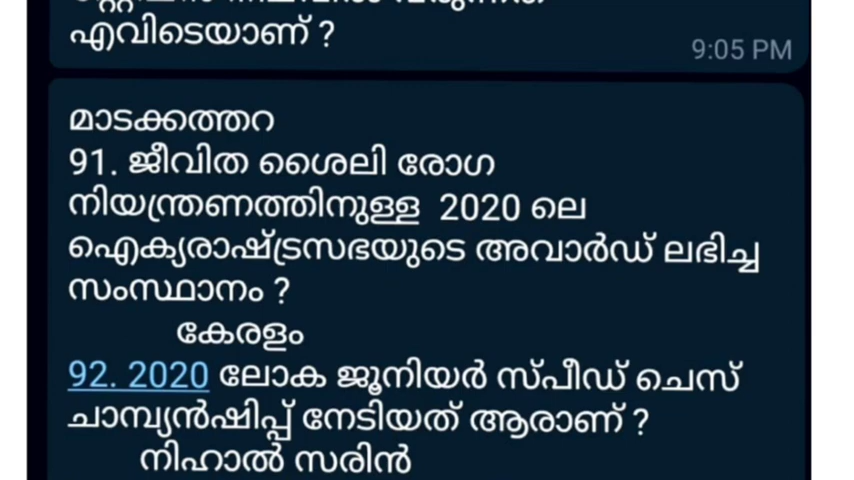 എവിടെയാണ് ?
9:05 PM
മാടക്കത്തറ
91. ജീവിത ശൈലി രോഗ
നിയന്ത്രണത്തിനുള്ള 2020 ലെ
ഐക്യരാഷ്ട്രസഭയുടെ അവാർഡ് ലഭിച്ച
സംസ്ഥാനം ?
കേരളം
92. 2020 ലോക ജൂനിയർ സ്പീഡ് ചെസ്
ചാമ്പ്യൻഷിപ്പ് നേടിയത് ആരാണ് ?
നിഹാൽ സരിൻ